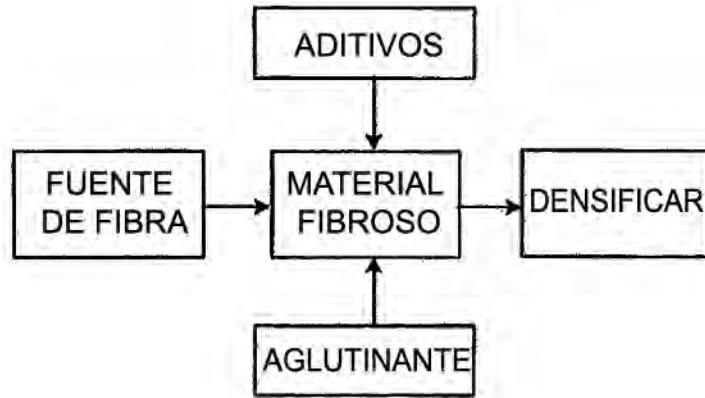 ADITIVOS
FUENTE
DE FIBRA
MATERIAL
FIBROSO
DENSIFICAR
AGLUTINANTE